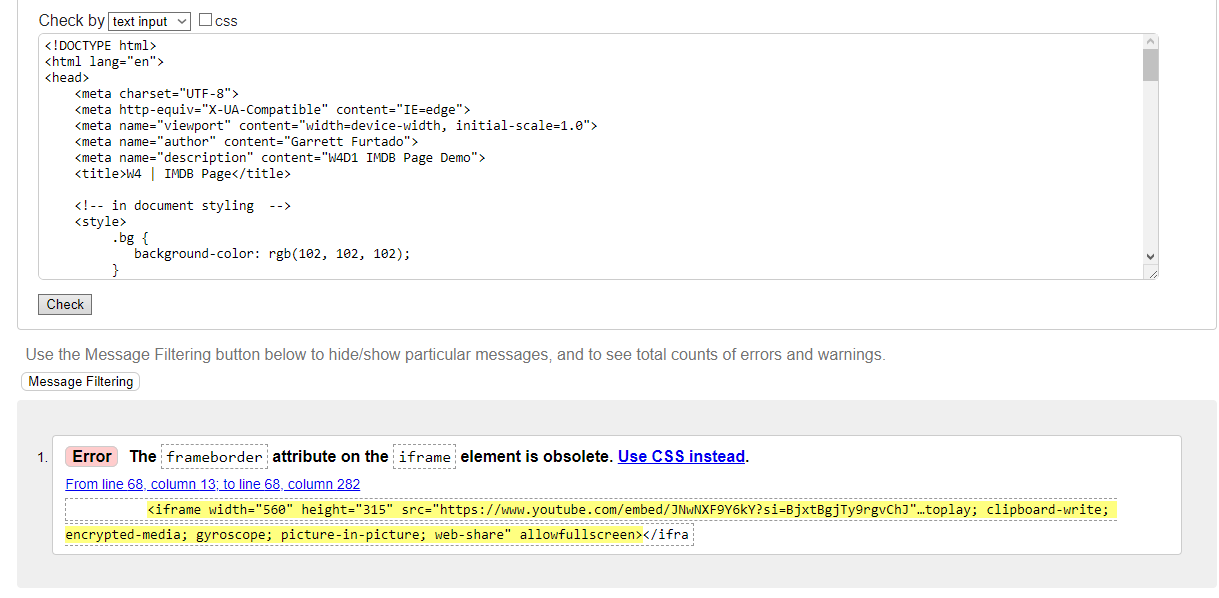 Check by text input css
<!DOCTYPE html>
<html lang="en">
<head>
    <meta charset="UTF-8">
    <meta http-equiv="X-UA-Compatible" content="IE=edge">
    <meta name="viewport" content="width=device-width, initial-scale=1.0">
    <meta name="author" content="Garrett Furtado">
    <meta name="description" content="W4D1 IMDB Page Demo">
    <title>W4 | IMDB Page</title>
    <!-- in document styling  -->
    <style>
         .bg {
            background-color: rgb(102, 102, 102);
         }
Check
Use the Message Filtering button below to hide/show particular messages, and to see total counts of errors and warnings.
Message Filtering
1. Error The frameborder attribute on the iframe element is obsolete. Use CSS instead.
From line 68, column 13; to line 68, column 282
<iframe width="560" height="315" src="https://www.youtube.com/embed/JNwNXF9Y6kY?si=BjxtBgjTy9rgvChJ"…toplay; clipboard-write;
encrypted-media; gyroscope; picture-in-picture; web-share" allowfullscreen></ifra